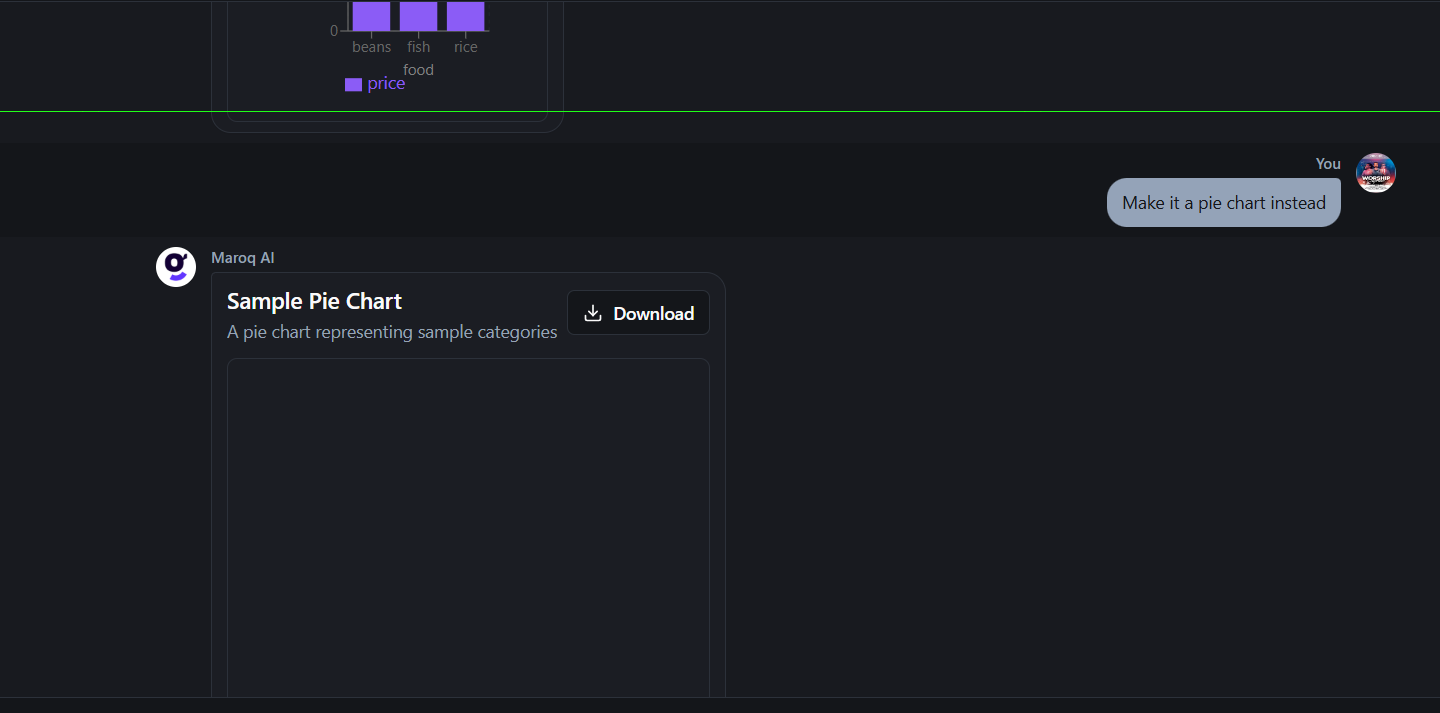 0
beans fish rice
food
price
You
WORSHIP
Make it a pie chart instead
Maroq AI
Sample Pie Chart
Download
A pie chart representing sample categories